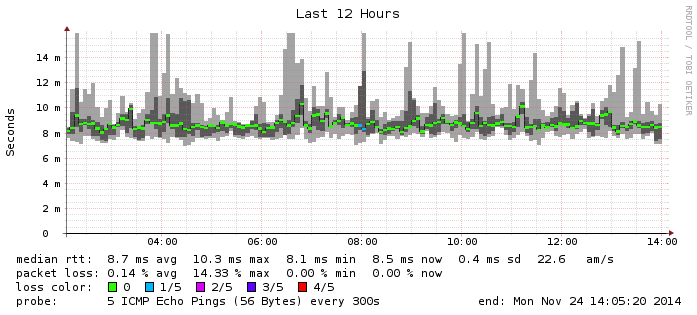 Last 12 Hours
RRDTOOL / TOBI OETIKER
Seconds
14 m
12 m
10 m
8 m
6 m
4 m
2 m
0
04:00 06:00 08:00 10:00 12:00 14:00
median rtt: 8.7 ms avg 10.3 ms max 8.1 ms min 8.5 ms now 0.4 ms sd 22.6 am/s
packet loss: 0.14 % avg 14.33 % max 0.00 % min 0.00 % now
loss color: 0 1/5 2/5 3/5 4/5
probe: 5 ICMP Echo Pings (56 Bytes) every 300s end: Mon Nov 24 14:05:20 2014